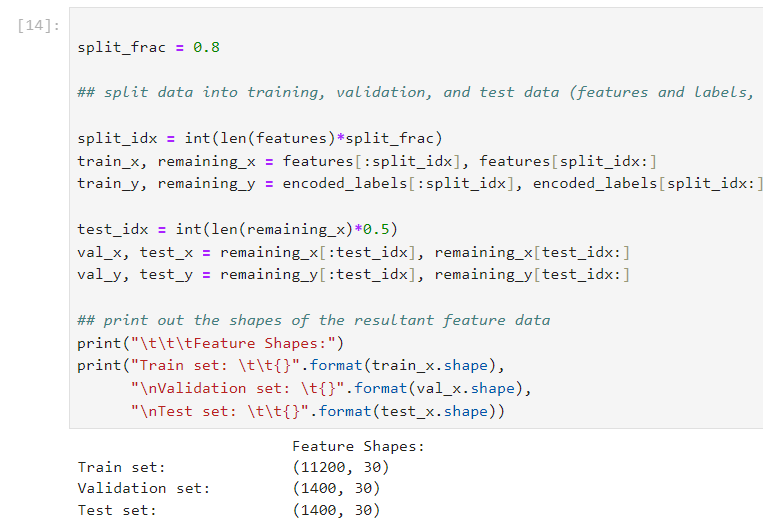 [14]:
split_frac = 0.8
## split data into training, validation, and test data (features and labels,
split_idx = int(len(features)*split_frac)
train_x, remaining_x = features[:split_idx], features[split_idx:]
train_y, remaining_y = encoded_labels[:split_idx], encoded_labels[split_idx:]
test_idx = int(len(remaining_x)*0.5)
val_x, test_x = remaining_x[:test_idx], remaining_x[test_idx:]
val_y, test_y = remaining_y[:test_idx], remaining_y[test_idx:]
## print out the shapes of the resultant feature data
print("\t\t\tFeature Shapes:")
print("Train set: \t\t{}".format(train_x.shape),
"\nValidation set: \t{}".format(val_x.shape),
"\nTest set: \t\t{}".format(test_x.shape))
Feature Shapes:
Train set: (11200, 30)
Validation set: (1400, 30)
Test set: (1400, 30)